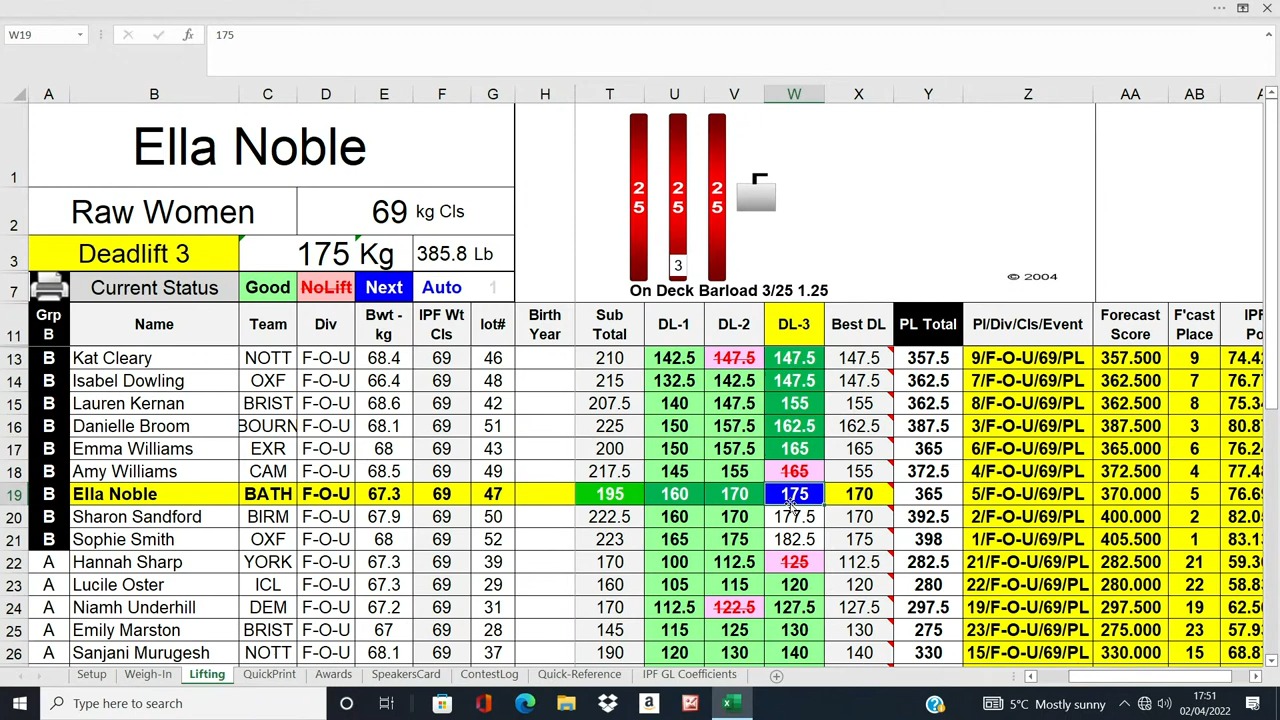 W19 fx 175
A B C D E F G H T U V W X Y Z AA AB A
1 Ella Noble
2 Raw Women 69 kg Cls
3 Deadlift 3 175 Kg 385.8 Lb
25 25 25
3
© 2004
7 Current Status Good NoLift Next Auto 1 On Deck Barload 3/25 1.25
11 Grp B Name Team Div Bwt - kg IPF Wt Cls lot# Birth Year Sub Total DL-1 DL-2 DL-3 Best DL PL Total Pl/Div/Cls/Event Forecast Score F'cast Place IPF Po
13 B Kat Cleary NOTT F-O-U 68.4 69 46 210 142.5 147.5 147.5 147.5 357.5 9/F-O-U/69/PL 357.500 9 74.4
14 B Isabel Dowling OXF F-O-U 66.4 69 48 215 132.5 142.5 147.5 147.5 362.5 7/F-O-U/69/PL 362.500 7 76.7
15 B Lauren Kernan BRIST F-O-U 68.6 69 42 207.5 140 147.5 155 155 362.5 8/F-O-U/69/PL 362.500 8 75.3
16 B Danielle Broom BOURN F-O-U 68.1 69 51 225 150 157.5 162.5 162.5 387.5 3/F-O-U/69/PL 387.500 3 80.8
17 B Emma Williams EXR F-O-U 68 69 43 200 150 157.5 165 165 365 6/F-O-U/69/PL 365.000 6 76.2
18 B Amy Williams CAM F-O-U 68.5 69 49 217.5 145 155 165 155 372.5 4/F-O-U/69/PL 372.500 4 77.4
19 B Ella Noble BATH F-O-U 67.3 69 47 195 160 170 175 170 365 5/F-O-U/69/PL 370.000 5 76.6
20 B Sharon Sandford BIRM F-O-U 67.9 69 50 222.5 160 170 177.5 170 392.5 2/F-O-U/69/PL 400.000 2 82.0
21 B Sophie Smith OXF F-O-U 68 69 52 223 165 175 182.5 175 398 1/F-O-U/69/PL 405.500 1 83.1
22 A Hannah Sharp YORK F-O-U 67.3 69 39 170 100 112.5 125 112.5 282.5 21/F-O-U/69/PL 282.500 21 59.3
23 A Lucile Oster ICL F-O-U 67.3 69 44 160 105 115 120 120 280 22/F-O-U/69/PL 280.000 22 58.8
24 A Niamh Underhill DEM F-O-U 67.2 69 31 170 112.5 122.5 127.5 127.5 297.5 19/F-O-U/69/PL 297.500 19 62.5
25 A Emily Marston BRIST F-O-U 67 69 28 145 115 125 130 130 275 23/F-O-U/69/PL 275.000 23 57.9
26 A Sanjani Murugesh NOTT F-O-U 68.1 69 37 190 120 130 140 140 330 15/F-O-U/69/PL 330.000 15 68.8
Setup Weigh-In Lifting QuickPrint Awards SpeakersCard ContestLog Quick-Reference IPF GL Coefficients
Type here to search 5°C Mostly sunny 17:51
02/04/2022